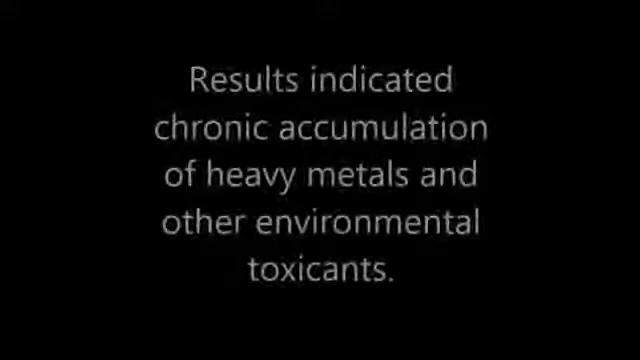 Results indicated
chronic accumulation
of heavy metals and
other environmental
toxicants.